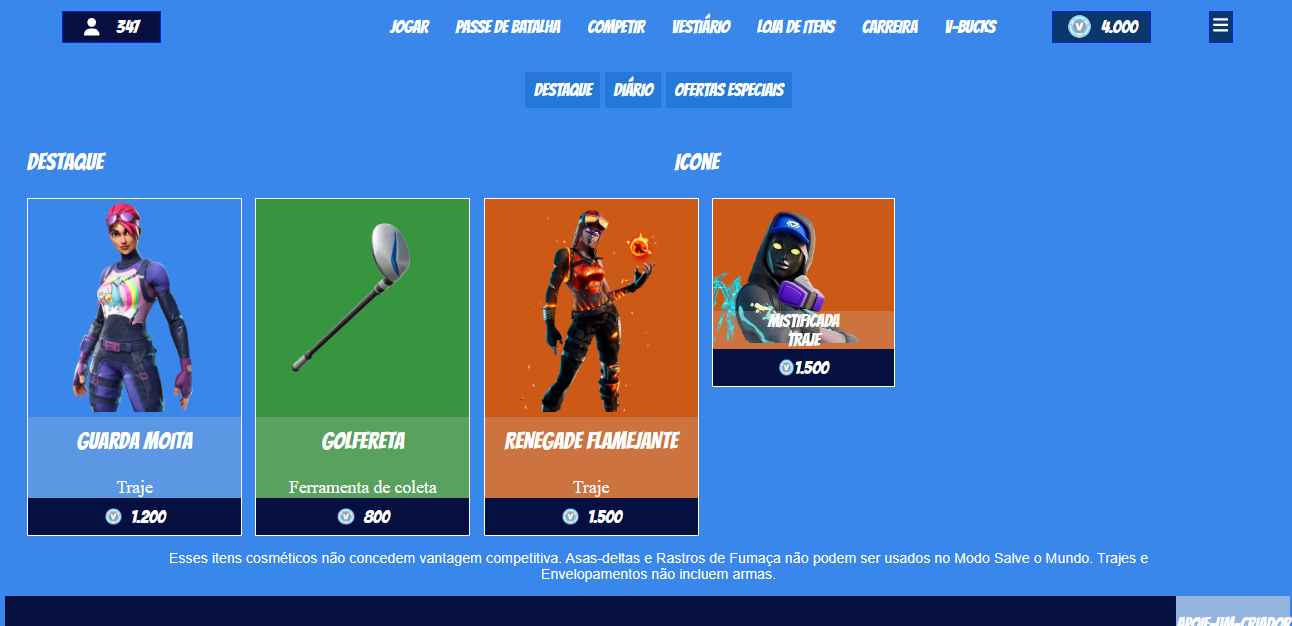 347
JOGAR PASSE DE BATALHA COMPETIR VESTIÁRIO LOJA DE ITENS CARREIRA V-BUCKS
4.000
DESTAQUE DIÁRIO OFERTAS ESPECIAIS
DESTAQUE
ICONE
GUARDA MOITA
Traje
1.200
GOLFERETA
Ferramenta de coleta
800
RENEGADE FLAMEJANTE
Traje
1.500
MISTIFICADA
TRAJE
1.500
Esses itens cosméticos não concedem vantagem competitiva. Asas-deltas e Rastros de Fumaça não podem ser usados no Modo Salve o Mundo. Trajes e
Envelopamentos não incluem armas.
APOIE-UM-CRIADOR